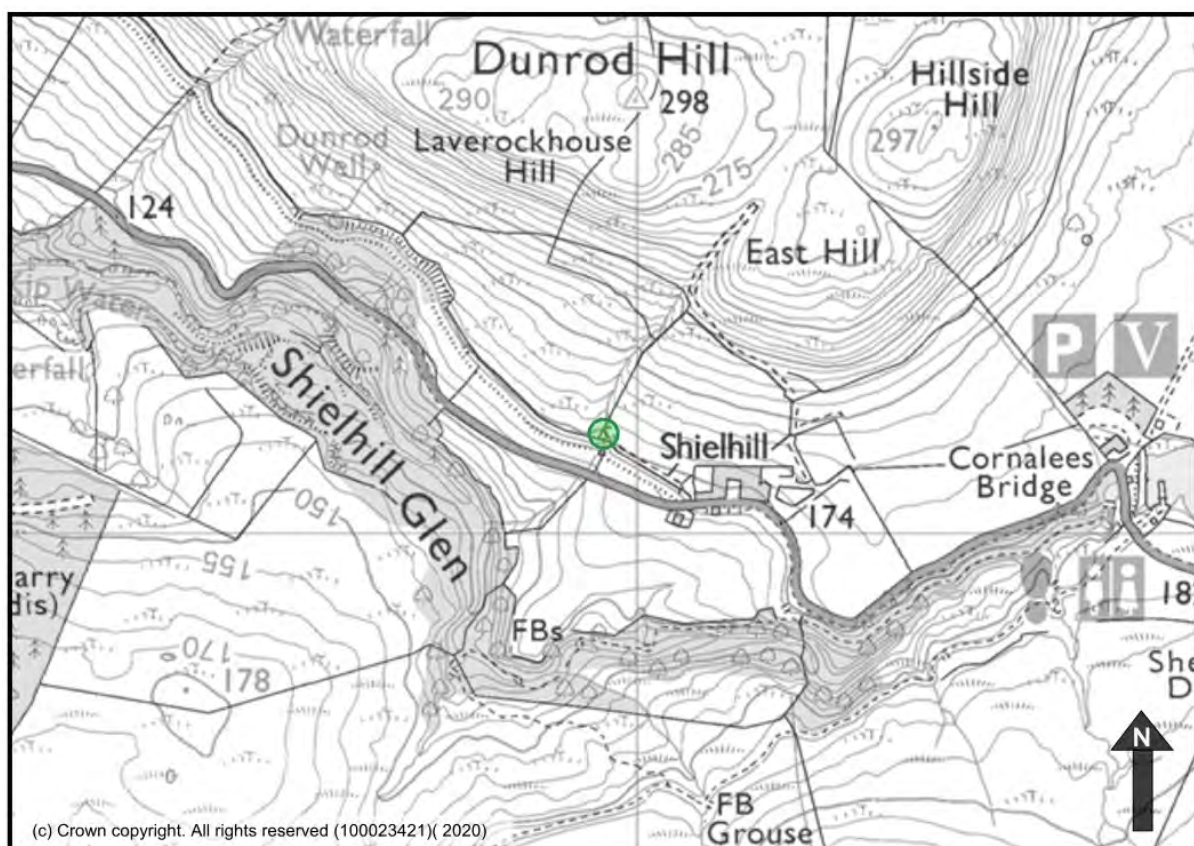 Waterfall
Dunrod Hill
290
298
Hillside
Hill
297
Laverockhouse
Hill
285
275
Dunrod
Well
124
East Hill
P V
Water
Shielhill Glen
Shielhill
Cornalees
Bridge
174
150
155
170
178
FBs
FB
Grouse
N
(c) Crown copyright. All rights reserved (100023421)( 2020)